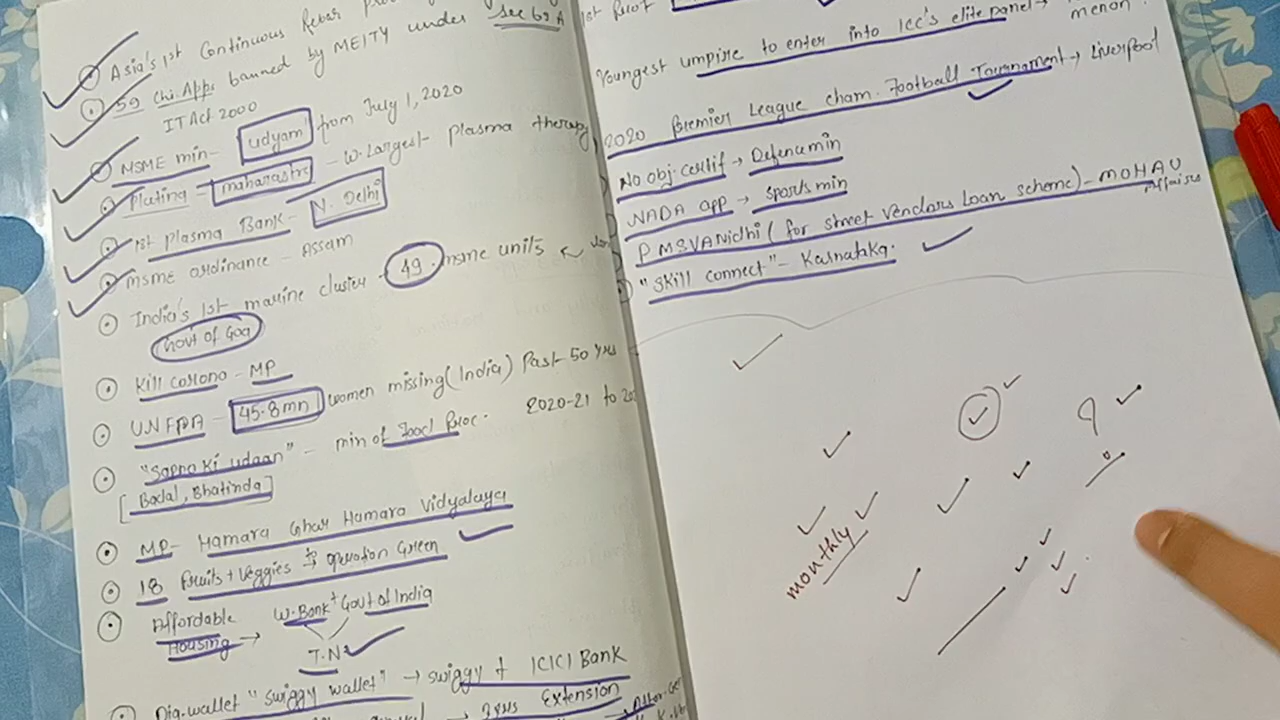 Asia's 1st Continuous Rebar
59 Chi. Apps banned by MEITY under Sec 69 A
IT Act 2000
MSME min - udyam from July 1, 2020
Platina - maharastra - W. Largest plasma therapy
1st plasma Bank - N. Delhi
msme ordinance - Assam
India's 1st marine cluster - 49 msme units
Govt of Goa
Kill corona - MP
UNFPA - 45.8mn women missing (India) Past 50 yrs
"Sapno ki udaan" - min of Food Proc. 2020-21 to
[Badal, Bhatinda]
MP - Hamara Ghar Hamara Vidyalaya
18 Fruits + Veggies operation Green
Affordable Housing → W. Bank + Govt of India
T.N
Dig. wallet "swiggy wallet" → swiggy + ICICI Bank
Extension
1st
Youngest umpire to enter into ICC's elite panel →
menon
2020 Premier League cham. Football Tournament → Liverpool
No obj. certif → Defence min
NADA app → sports min
PMSVANidhi (for street vendors Loan scheme) - MOHAU
Affairs
"Skill connect" - Karnataka.
monthly